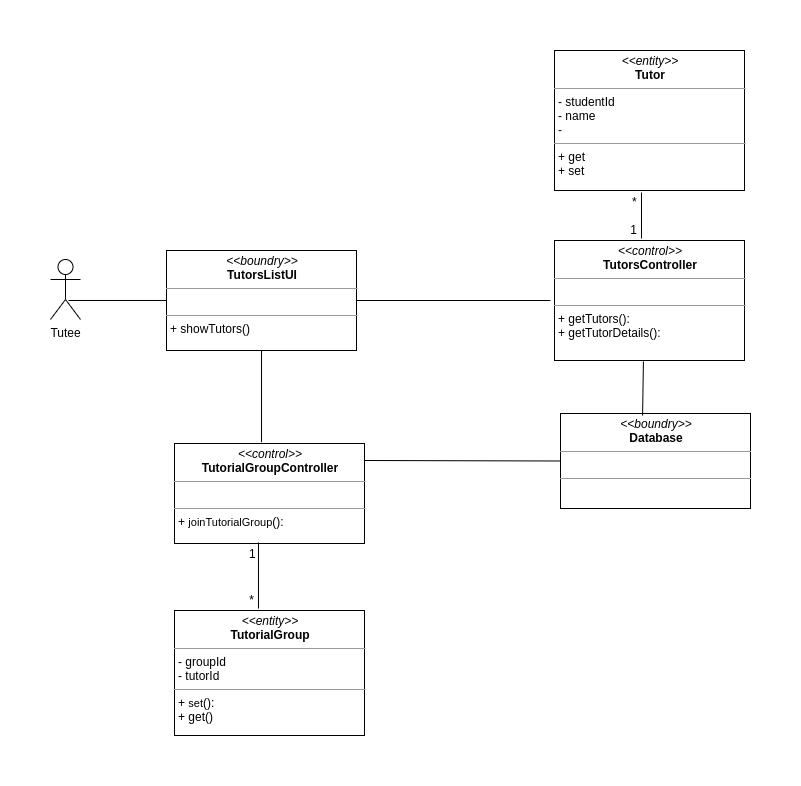 <<entity>>
Tutor
- studentId
- name
-
+ get
+ set
*
1
<<boundry>>
TutorsListUI
+ showTutors()
Tutee
<<control>>
TutorsController
+ getTutors():
+ getTutorDetails():
<<control>>
TutorialGroupController
+ joinTutorialGroup():
<<boundry>>
Database
1
*
<<entity>>
TutorialGroup
- groupId
- tutorId
+ set():
+ get()